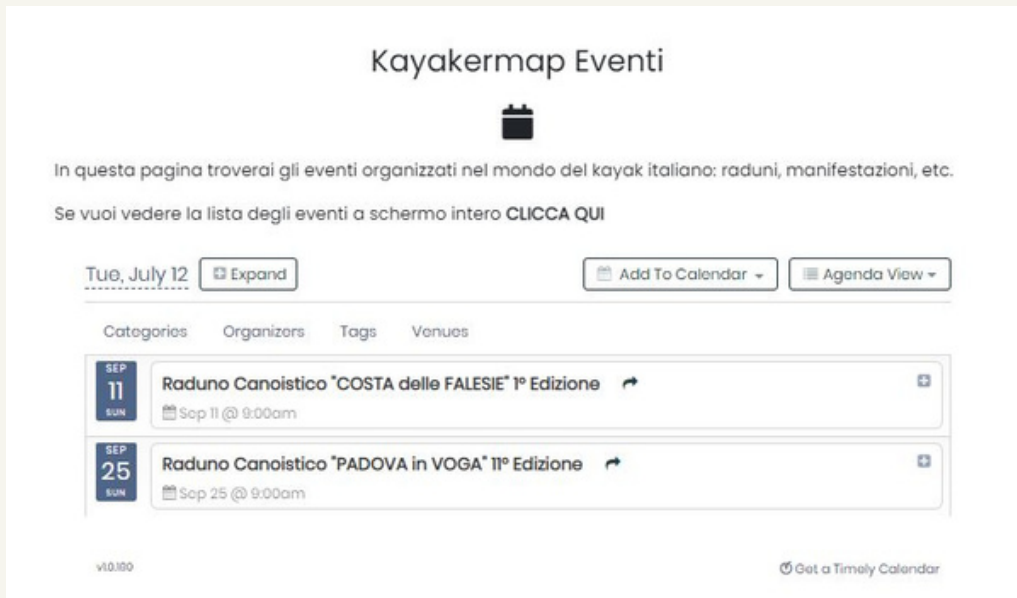 Kayakermap Eventi
In questa pagina troverai gli eventi organizzati nel mondo del kayak italiano: raduni, manifestazioni, etc.
Se vuoi vedere la lista degli eventi a schermo intero CLICCA QUI
Tue, July 12 Expand Add To Calendar Agenda View
Categories Organizers Tags Venues
SEP
11
SUN
Raduno Canoistico "COSTA delle FALESIE" 1° Edizione
Sep 11 @ 9:00am
SEP
25
SUN
Raduno Canoistico "PADOVA in VOGA" 11° Edizione
Sep 25 @ 9:00am
v1.0.180 Get a Timely Calendar